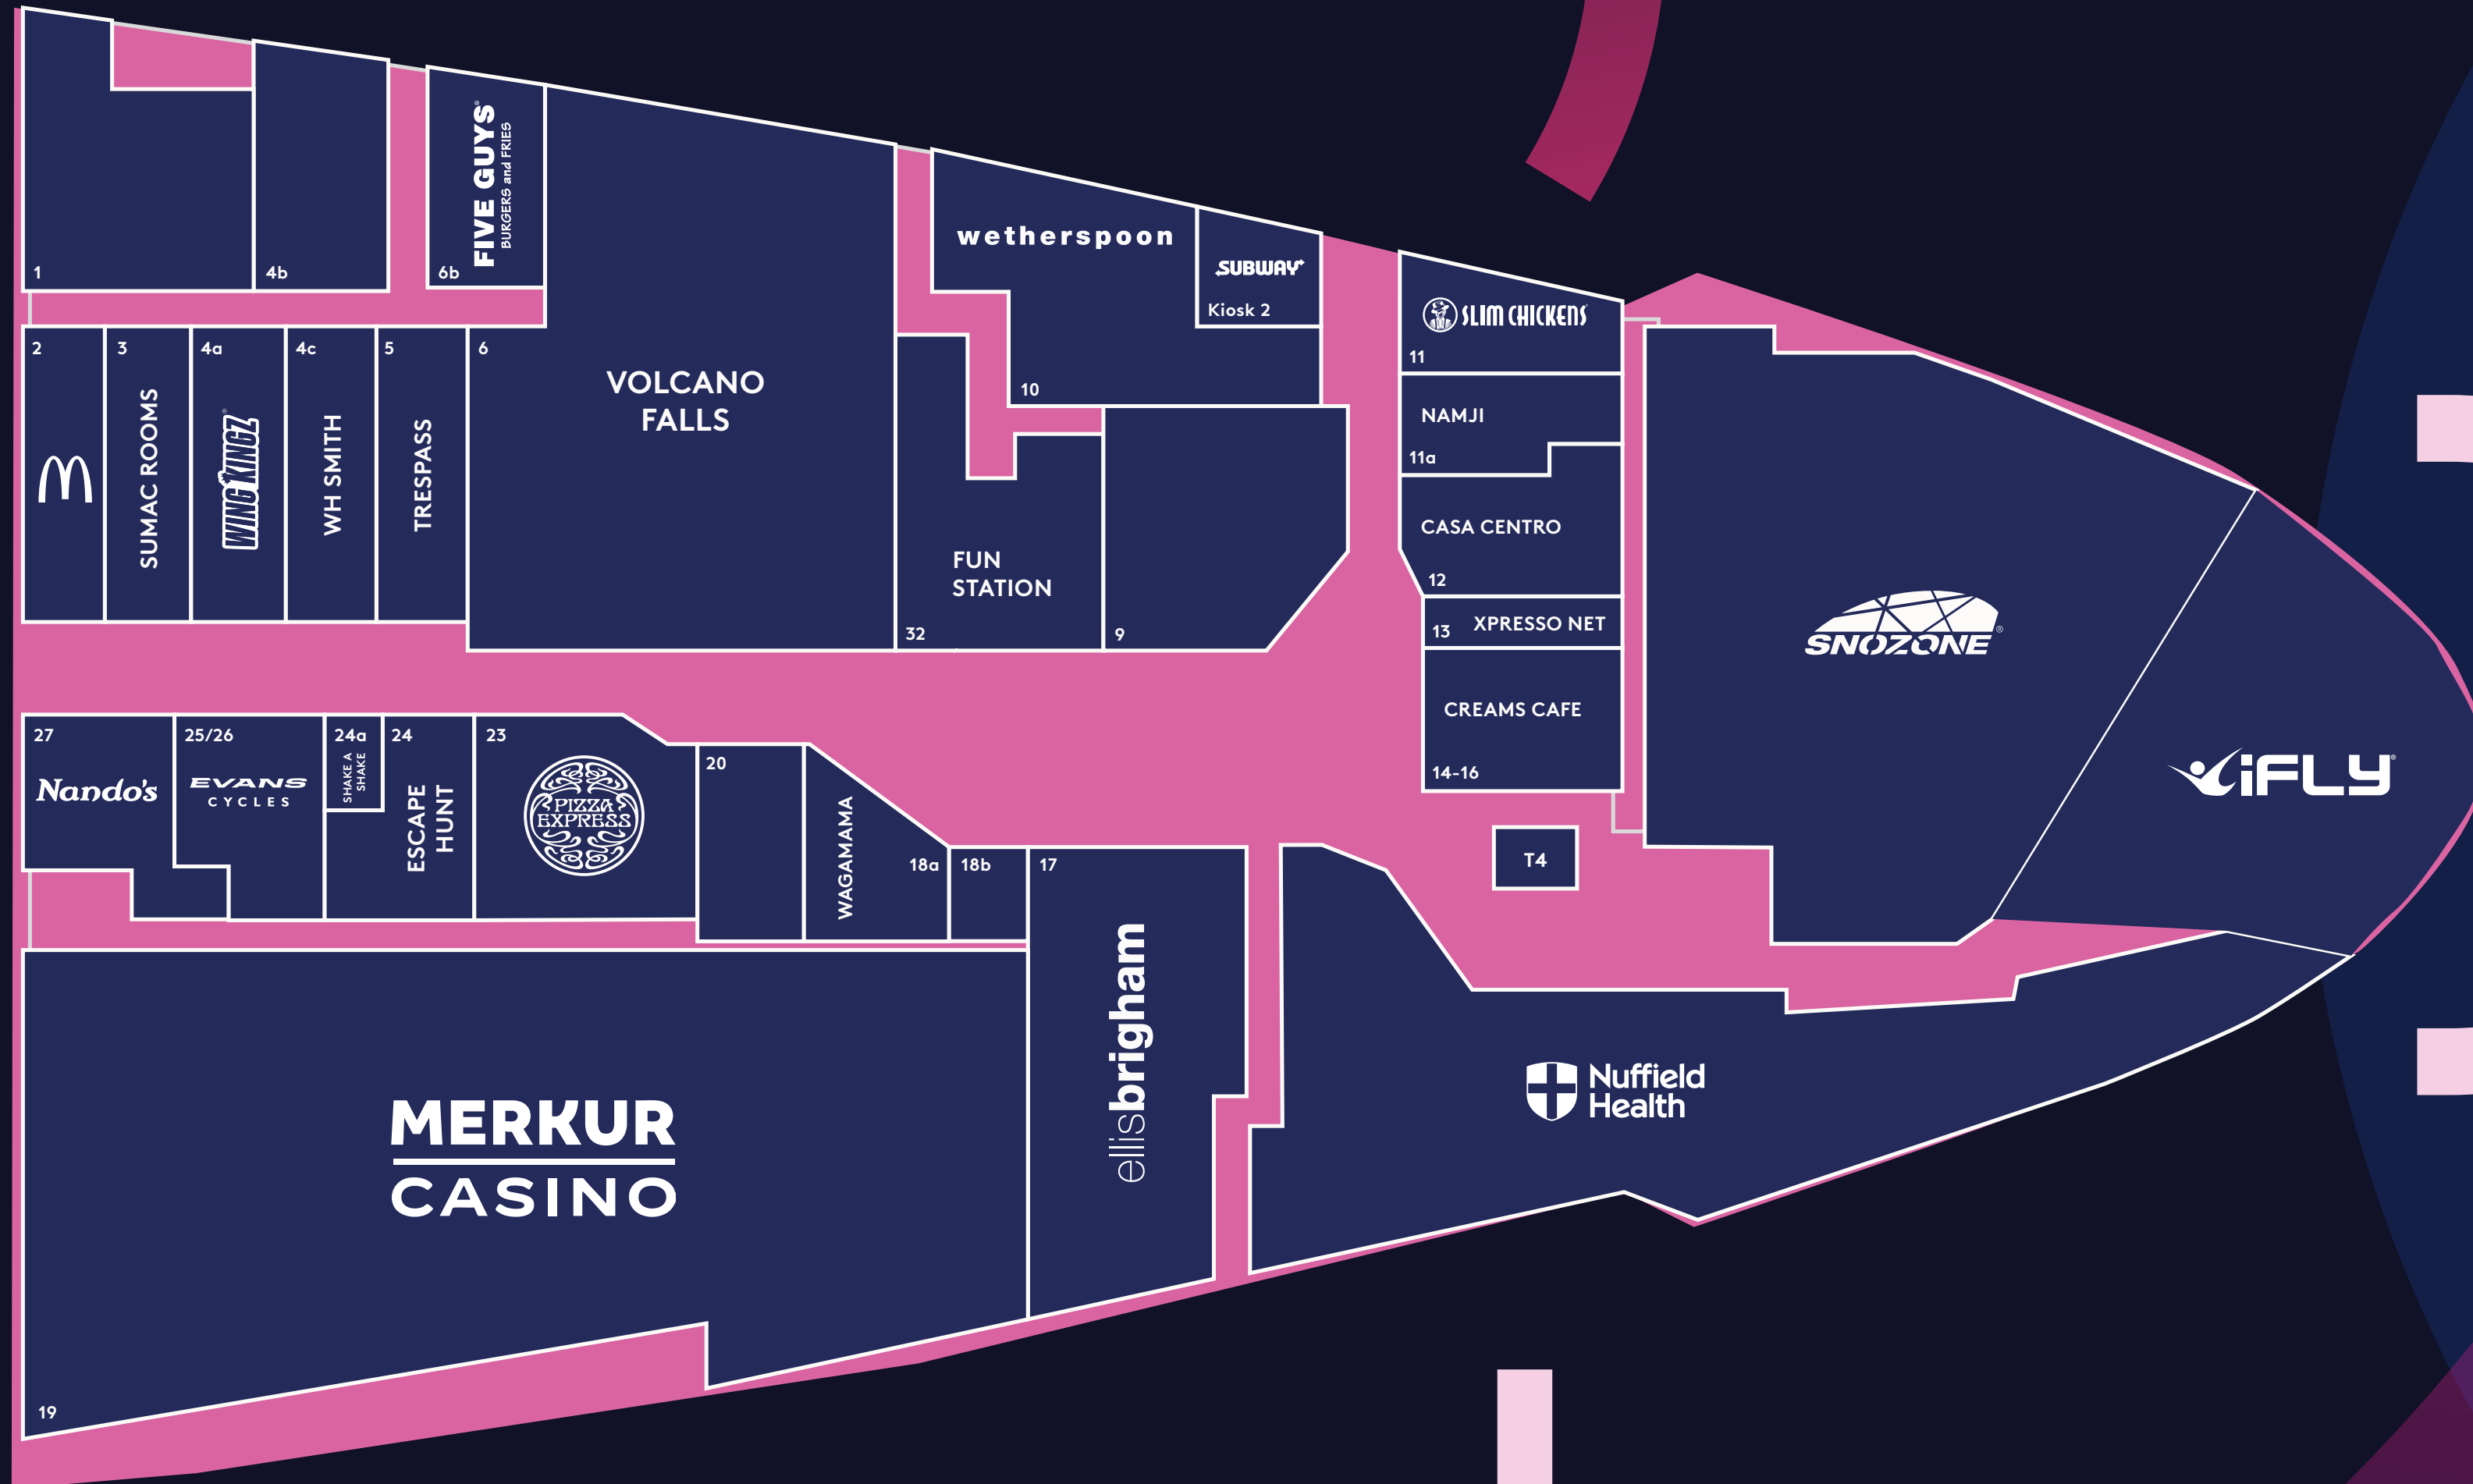 1
4b
6b
FIVE GUYS®
BURGERS and FRIES
wetherspoon
SUBWAY
Kiosk 2
10
SLIM CHICKENS
11
NAMJI
11a
CASA CENTRO
12
13 XPRESSO NET
CREAMS CAFE
14-16
T4
2
3
SUMAC ROOMS
4a
WINGKINGZ
4c
WH SMITH
5
TRESPASS
6
VOLCANO
FALLS
FUN
STATION
32
9
SNOZONE®
iFLY®
27
Nando's
25/26
EVANS
CYCLES
24a
SHAKE A
SHAKE
24
ESCAPE
HUNT
23
PIZZA
EXPRESS
20
WAGAMAMA
18a
18b
17
ellisbrigham
Nuffield
Health
MERKUR
CASINO
19